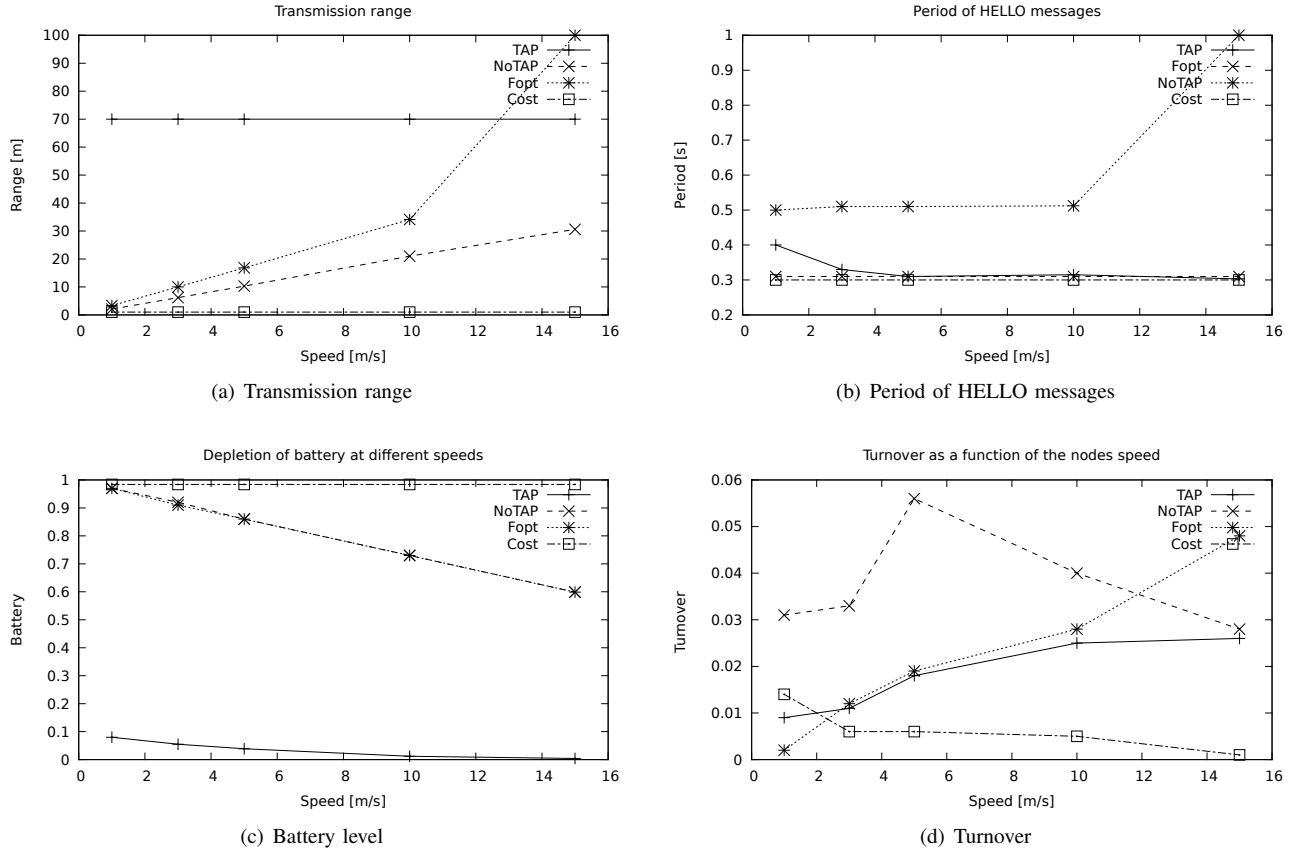 Transmission range
100
90
80
70
60
50
40
30
20
10
0
Range [m]
TAP
NoTAP
Fopt
Cost
0 2 4 6 8 10 12 14 16
Speed [m/s]
(a) Transmission range
Period of HELLO messages
1
0.9
0.8
0.7
0.6
0.5
0.4
0.3
0.2
Period [s]
TAP
Fopt
NoTAP
Cost
0 2 4 6 8 10 12 14 16
Speed [m/s]
(b) Period of HELLO messages
Depletion of battery at different speeds
1
0.9
0.8
0.7
0.6
0.5
0.4
0.3
0.2
0.1
0
Battery
TAP
NoTAP
Fopt
Cost
0 2 4 6 8 10 12 14 16
Speed [m/s]
(c) Battery level
Turnover as a function of the nodes speed
0.06
0.05
0.04
0.03
0.02
0.01
0
Turnover
TAP
NoTAP
Fopt
Cost
0 2 4 6 8 10 12 14 16
Speed [m/s]
(d) Turnover